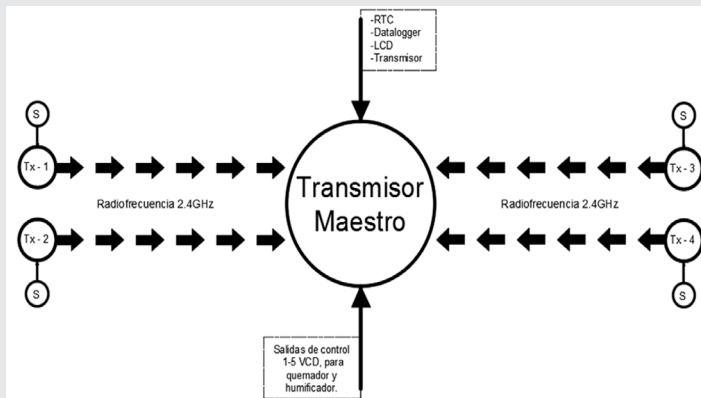 -RTC
-Datalogger
-LCD
-Transmisor
S
S
Tx - 1
Tx - 3
Transmisor
Maestro
Radiofrecuencia 2.4GHz
Radiofrecuencia 2.4GHz
Tx - 2
Tx - 4
S
S
Salidas de control
1-5 VCD, para
quemador y
humificador.